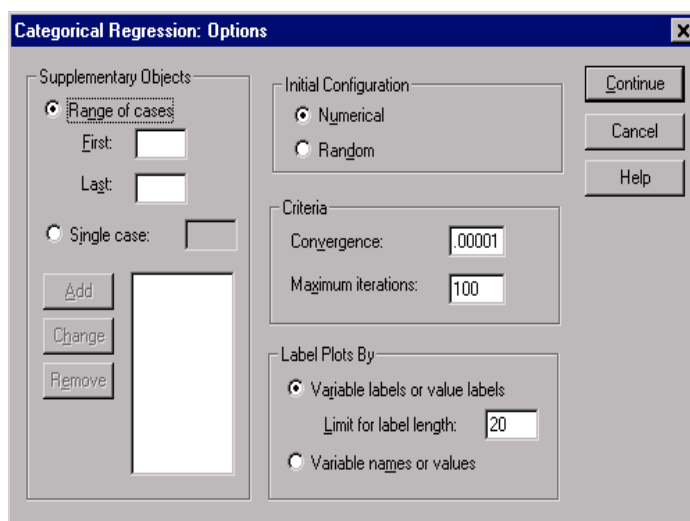 Categorical Regression: Options
Supplementary Objects
Range of cases
First:
Last:
Single case:
Add
Change
Remove
Initial Configuration
Numerical
Random
Criteria
Convergence: .00001
Maximum iterations: 100
Label Plots By
Variable labels or value labels
Limit for label length: 20
Variable names or values
Continue
Cancel
Help